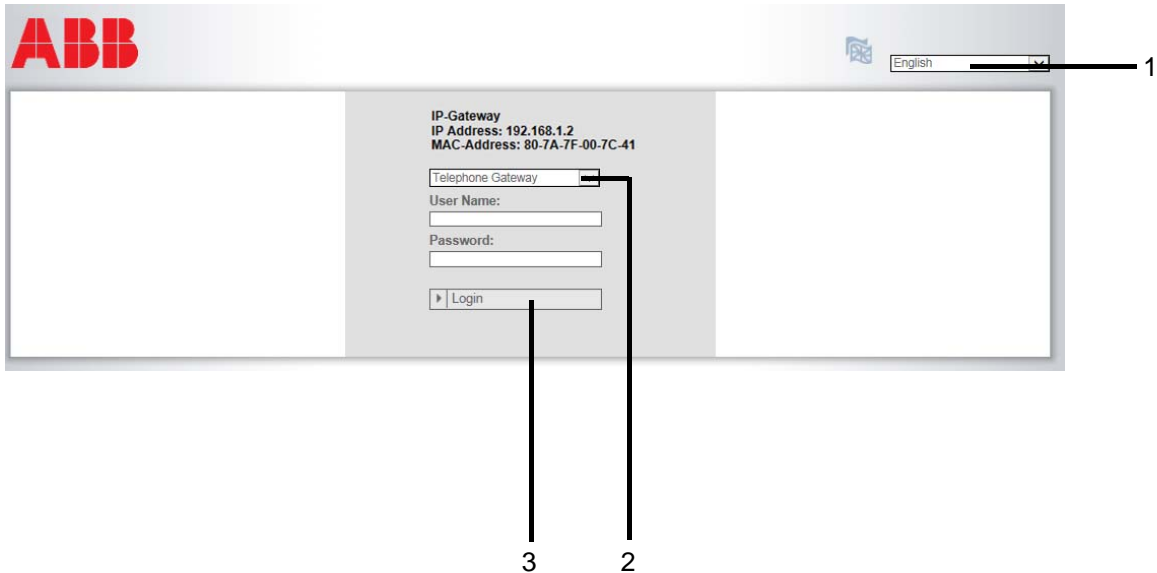 ABB
English
1
IP-Gateway
IP Address: 192.168.1.2
MAC-Address: 80-7A-7F-00-7C-41
Telephone Gateway
User Name:
Password:
Login
3
2